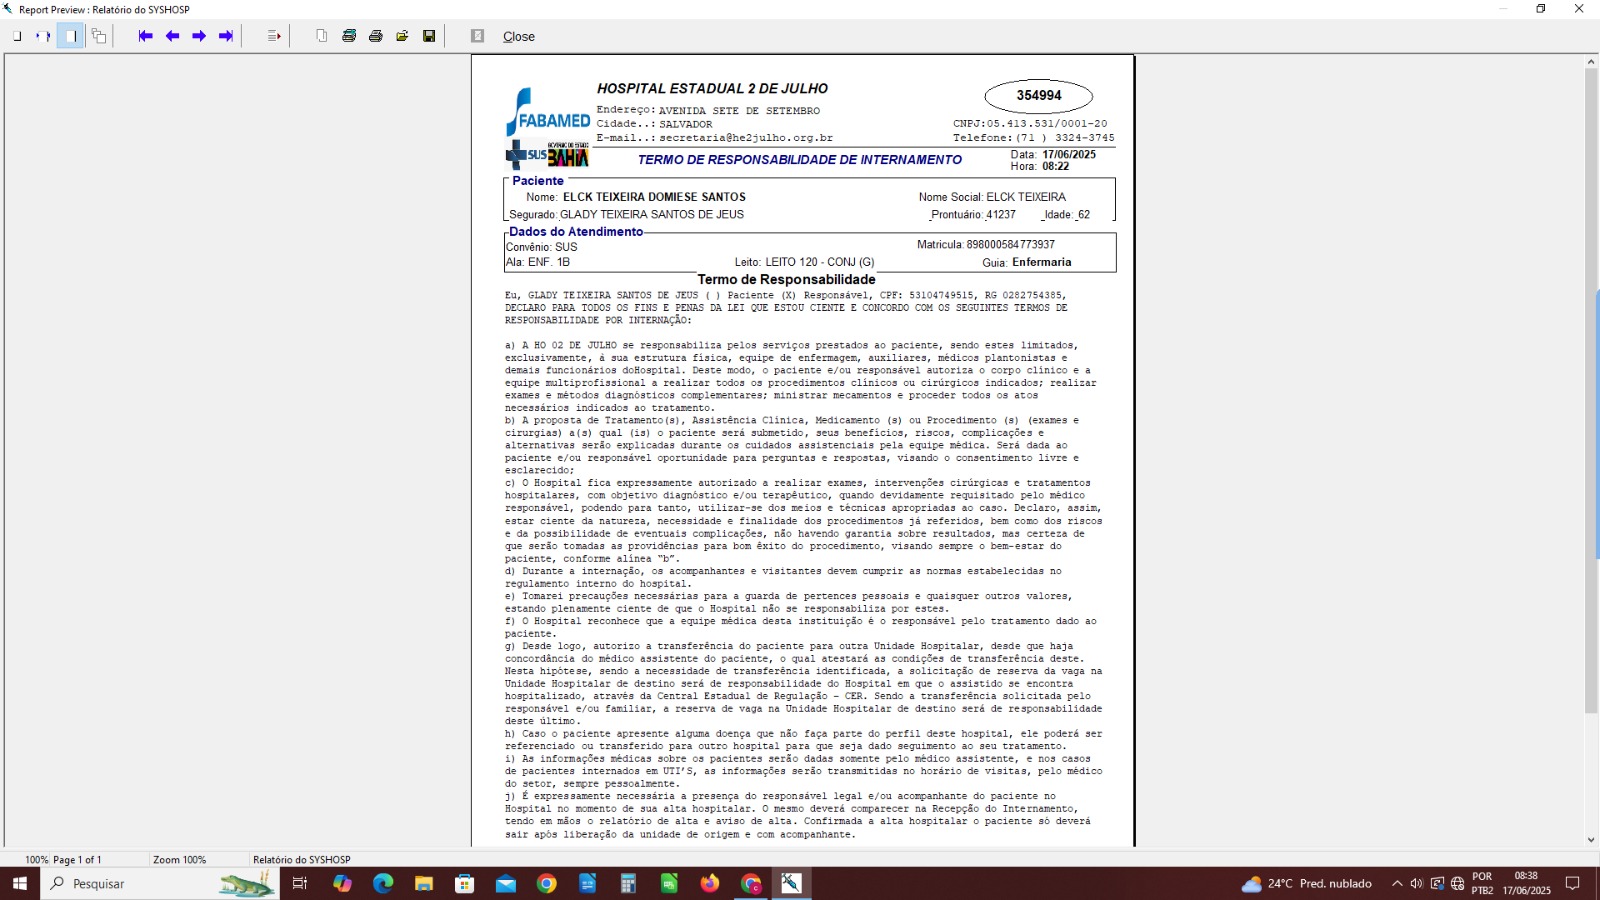 Report Preview : Relatório do SYSHOSP
Close
HOSPITAL ESTADUAL 2 DE JULHO
354994
FABAMED
Endereço: AVENIDA SETE DE SETEMBRO
Cidade..: SALVADOR
CNPJ:05.413.531/0001-20
E-mail..: secretaria@he2julho.org.br
Telefone:(71 ) 3324-3745
SUS
GOVERNO DO ESTADO
BAHIA
TERMO DE RESPONSABILIDADE DE INTERNAMENTO
Data: 17/06/2025
Hora: 08:22
Paciente
Nome: ELCK TEIXEIRA DOMIESE SANTOS
Nome Social: ELCK TEIXEIRA
Segurado: GLADY TEIXEIRA SANTOS DE JEUS
Prontuário: 41237 Idade: 62
Dados do Atendimento
Convênio: SUS
Matricula: 898000584773937
Ala: ENF. 1B
Leito: LEITO 120 - CONJ (G)
Guia: Enfermaria
Termo de Responsabilidade
Eu, GLADY TEIXEIRA SANTOS DE JEUS ( ) Paciente (X) Responsável, CPF: 53104749515, RG 0282754385,
DECLARO PARA TODOS OS FINS E PENAS DA LEI QUE ESTOU CIENTE E CONCORDO COM OS SEGUINTES TERMOS DE
RESPONSABILIDADE POR INTERNAÇÃO:
a) A HO 02 DE JULHO se responsabiliza pelos serviços prestados ao paciente, sendo estes limitados,
exclusivamente, à sua estrutura física, equipe de enfermagem, auxiliares, médicos plantonistas e
demais funcionários doHospital. Deste modo, o paciente e/ou responsável autoriza o corpo clínico e a
equipe multiprofissional a realizar todos os procedimentos clínicos ou cirúrgicos indicados; realizar
exames e métodos diagnósticos complementares; ministrar mecamentos e proceder todos os atos
necessários indicados ao tratamento.
b) A proposta de Tratamento(s), Assistência Clínica, Medicamento (s) ou Procedimento (s) (exames e
cirurgias) a(s) qual (is) o paciente será submetido, seus benefícios, riscos, complicações e
alternativas serão explicadas durante os cuidados assistenciais pela equipe médica. Será dada ao
paciente e/ou responsável oportunidade para perguntas e respostas, visando o consentimento livre e
esclarecido;
c) O Hospital fica expressamente autorizado a realizar exames, intervenções cirúrgicas e tratamentos
hospitalares, com objetivo diagnóstico e/ou terapêutico, quando devidamente requisitado pelo médico
responsável, podendo para tanto, utilizar-se dos meios e técnicas apropriadas ao caso. Declaro, assim,
estar ciente da natureza, necessidade e finalidade dos procedimentos já referidos, bem como dos riscos
e da possibilidade de eventuais complicações, não havendo garantia sobre resultados, mas certeza de
que serão tomadas as providências para bom êxito do procedimento, visando sempre o bem-estar do
paciente, conforme alínea “b”.
d) Durante a internação, os acompanhantes e visitantes devem cumprir as normas estabelecidas no
regulamento interno do hospital.
e) Tomarei precauções necessárias para a guarda de pertences pessoais e quaisquer outros valores,
estando plenamente ciente de que o Hospital não se responsabiliza por estes.
f) O Hospital reconhece que a equipe médica desta instituição é o responsável pelo tratamento dado ao
paciente.
g) Desde logo, autorizo a transferência do paciente para outra Unidade Hospitalar, desde que haja
concordância do médico assistente do paciente, o qual atestará as condições de transferência deste.
Nesta hipótese, sendo a necessidade de transferência identificada, a solicitação de reserva da vaga na
Unidade Hospitalar de destino será de responsabilidade do Hospital em que o assistido se encontra
hospitalizado, através da Central Estadual de Regulação – CER. Sendo a transferência solicitada pelo
responsável e/ou familiar, a reserva de vaga na Unidade Hospitalar de destino será de responsabilidade
deste último.
h) Caso o paciente apresente alguma doença que não faça parte do perfil deste hospital, ele poderá ser
referenciado ou transferido para outro hospital para que seja dado seguimento ao seu tratamento.
i) As informações médicas sobre os pacientes serão dadas somente pelo médico assistente, e nos casos
de pacientes internados em UTI’S, as informações serão transmitidas no horário de visitas, pelo médico
do setor, sempre pessoalmente.
j) É expressamente necessária a presença do responsável legal e/ou acompanhante do paciente no
Hospital no momento de sua alta hospitalar. O mesmo deverá comparecer na Recepção do Internamento,
tendo em mãos o relatório de alta e aviso de alta. Confirmada a alta hospitalar o paciente só deverá
sair após liberação da unidade de origem e com acompanhante.
100% Page 1 of 1 Zoom 100% Relatório do SYSHOSP
Pesquisar
24°C Pred. nublado
POR
PTB2
08:38
17/06/2025